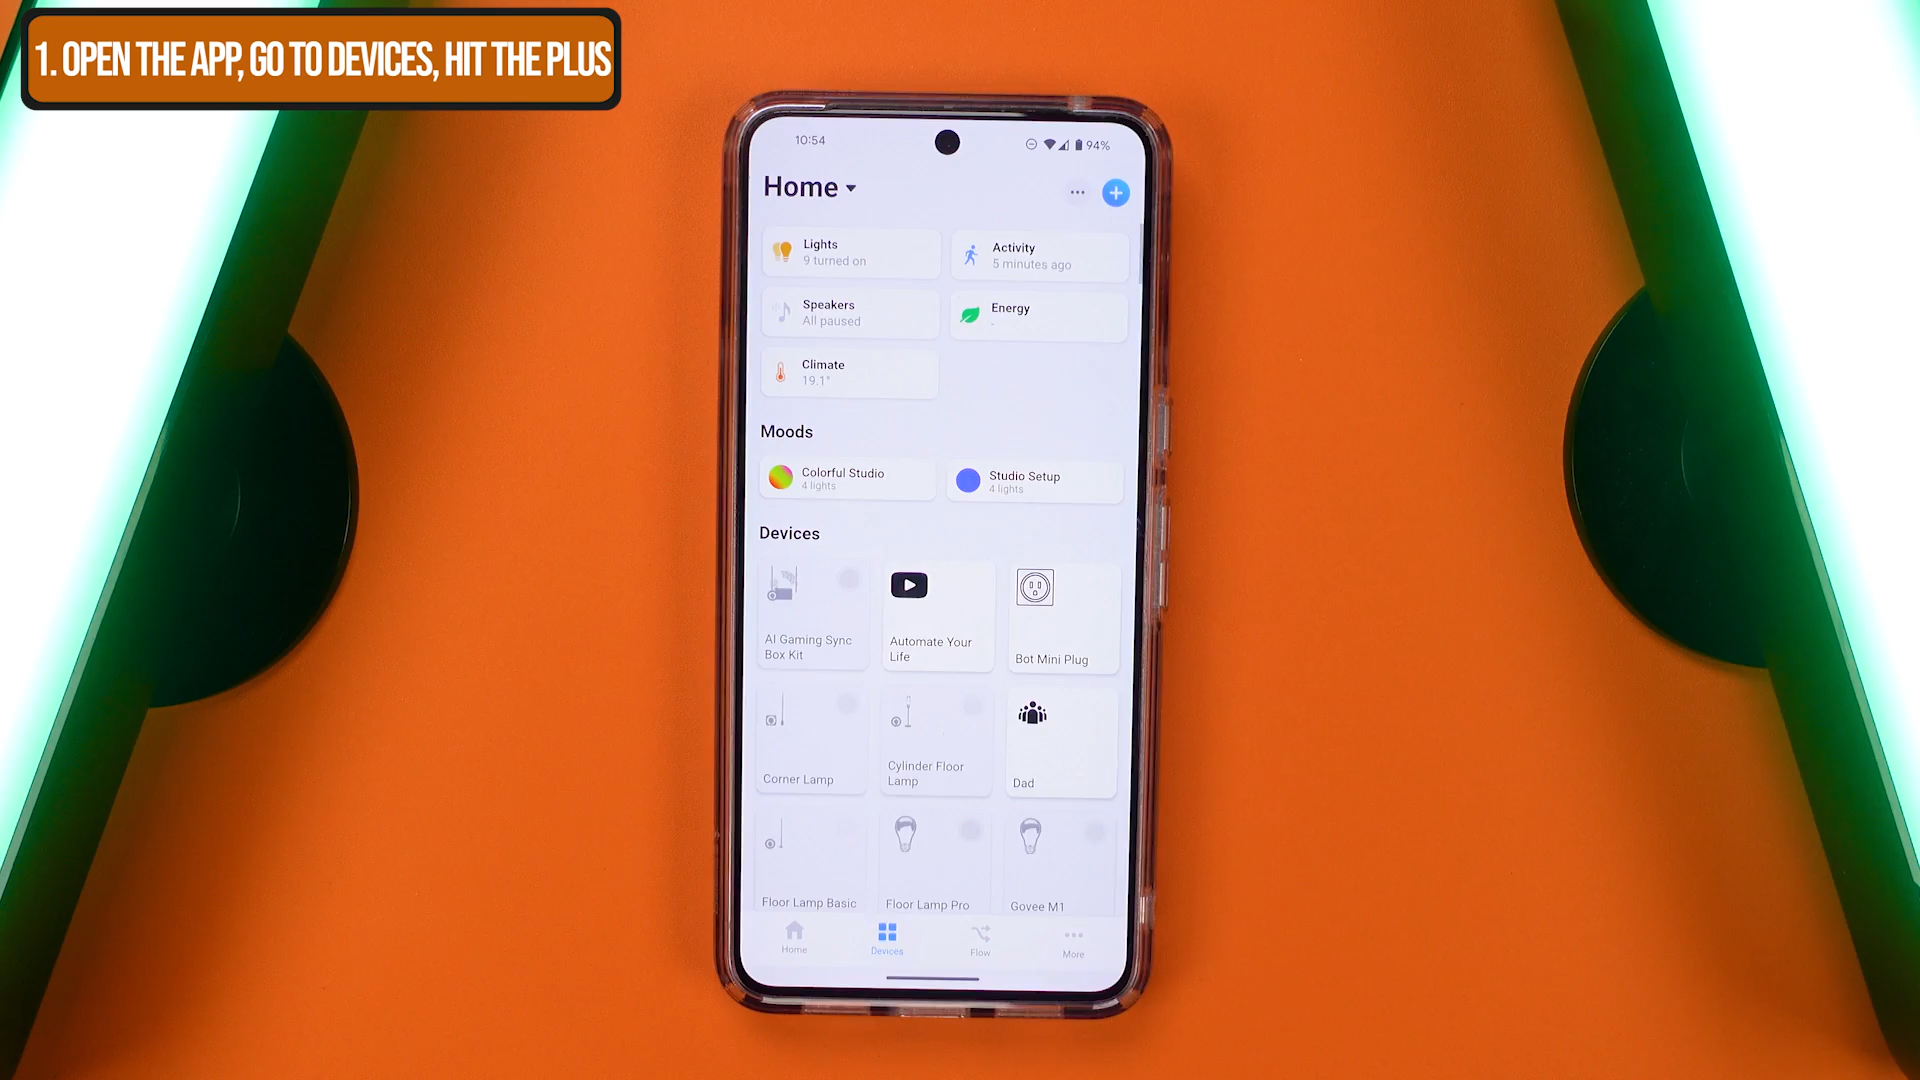 1. OPEN THE APP, GO TO DEVICES, HIT THE PLUS
10:54
94%
Home
Lights
9 turned on
Activity
5 minutes ago
Speakers
All paused
Energy
-
Climate
19.1°
Moods
Colorful Studio
4 lights
Studio Setup
4 lights
Devices
AI Gaming Sync
Box Kit
Automate Your
Life
Bot Mini Plug
Corner Lamp
Cylinder Floor
Lamp
Dad
Floor Lamp Basic
Floor Lamp Pro
Govee M1
Home
Devices
Flow
More